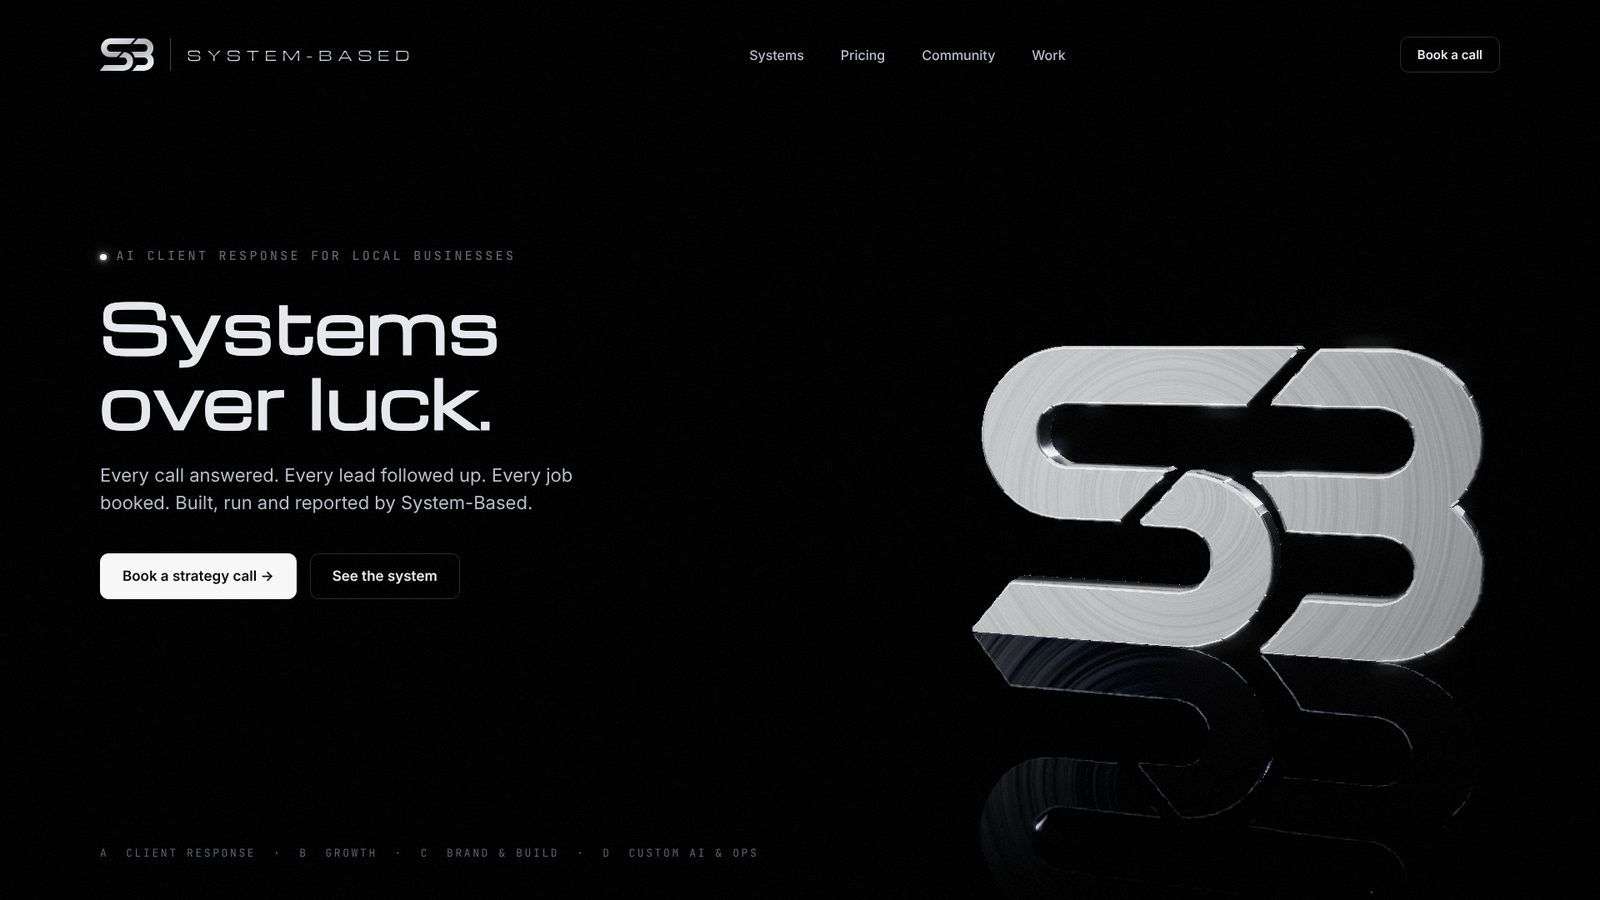 SB SYSTEM-BASED
Systems Pricing Community Work
Book a call
AI CLIENT RESPONSE FOR LOCAL BUSINESSES
Systems
over luck.
Every call answered. Every lead followed up. Every job
booked. Built, run and reported by System-Based.
Book a strategy call →
See the system
SB
A CLIENT RESPONSE · B GROWTH · C BRAND & BUILD · D CUSTOM AI & OPS